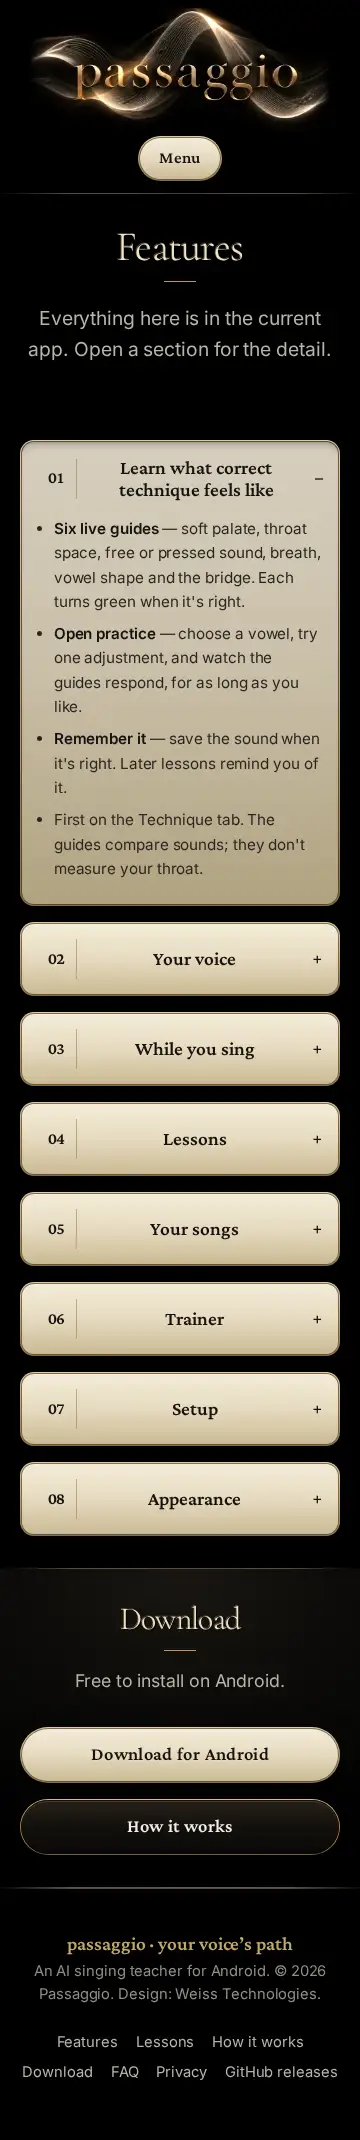 passaggio
Menu
Features
Everything here is in the current
app. Open a section for the detail.
01
Learn what correct
technique feels like
–
• Six live guides — soft palate, throat
space, free or pressed sound, breath,
vowel shape and the bridge. Each
turns green when it's right.
• Open practice — choose a vowel, try
one adjustment, and watch the
guides respond, for as long as you
like.
• Remember it — save the sound when
it's right. Later lessons remind you of
it.
• First on the Technique tab. The
guides compare sounds; they don't
measure your throat.
02 Your voice +
03 While you sing +
04 Lessons +
05 Your songs +
06 Trainer +
07 Setup +
08 Appearance +
Download
Free to install on Android.
Download for Android
How it works
passaggio · your voice’s path
An AI singing teacher for Android. © 2026
Passaggio. Design: Weiss Technologies.
Features Lessons How it works
Download FAQ Privacy GitHub releases